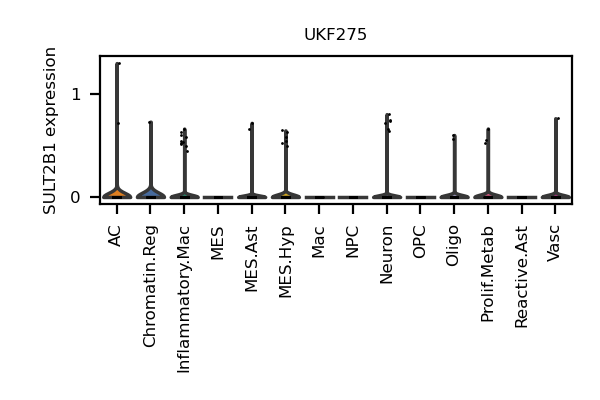 UKF275
SULT2B1 expression
1
0
AC
Chromatin.Reg
Inflammatory.Mac
MES
MES.Ast
MES.Hyp
Mac
NPC
Neuron
OPC
Oligo
Prolif.Metab
Reactive.Ast
Vasc